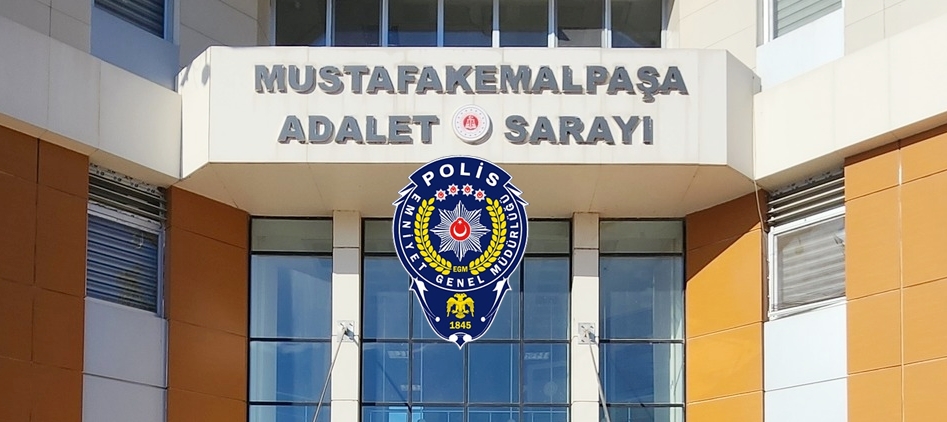 MUSTAFAKEMALPAŞA
ADALET SARAYI
POLİS
EMNİYET GENEL MÜDÜRLÜĞÜ
EGM
1845